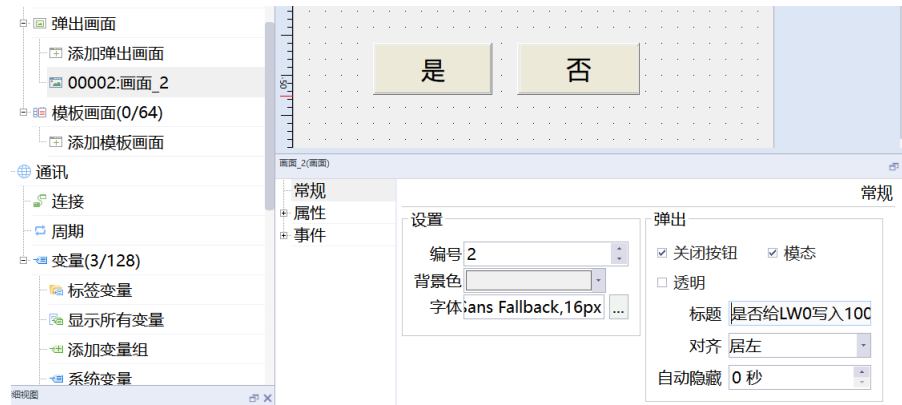 弹出画面
添加弹出画面
00002:画面_2
模板画面(0/64)
添加模板画面
通讯
连接
周期
变量(3/128)
标签变量
显示所有变量
添加变量组
系统变量
细视图
50
是
否
画面_2(画面)
常规
属性
事件
常规
设置
编号 2
背景色
字体 Sans Fallback,16px ...
弹出
关闭按钮 模态
透明
标题 是否给LW0写入100
对齐 居左
自动隐藏 0 秒